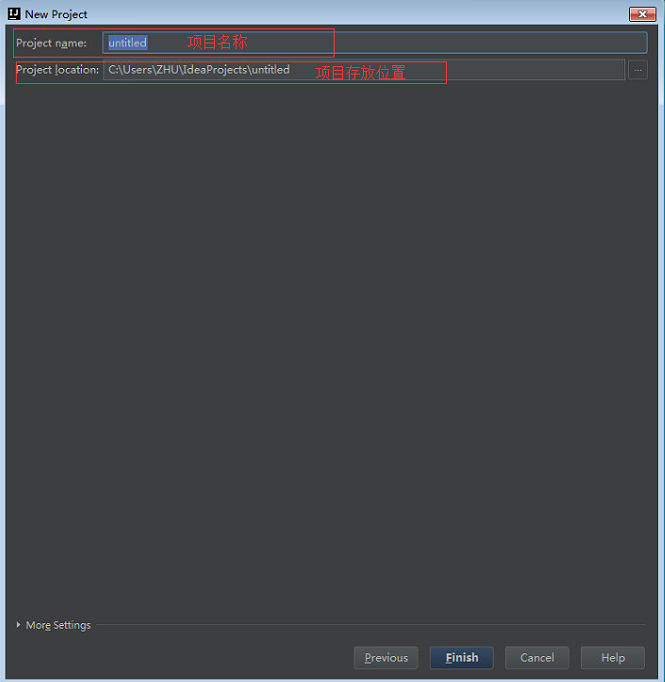 New Project
Project name: untitled 项目名称
Project location: C:\Users\ZHU\IdeaProjects\untitled 项目存放位置 ...
More Settings
Previous Finish Cancel Help